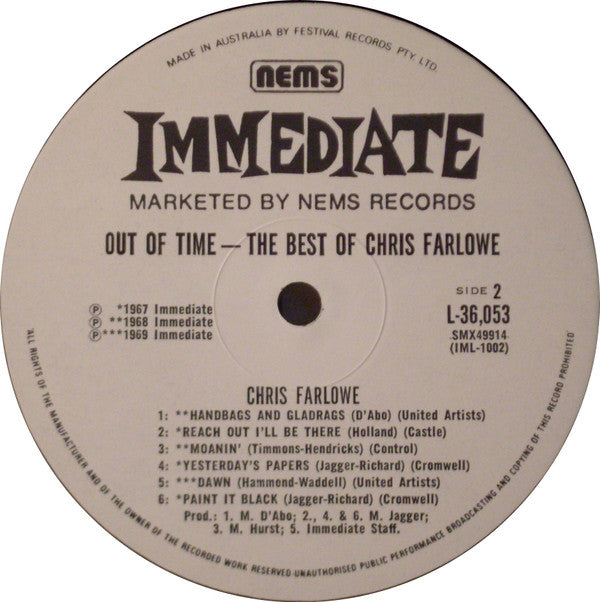 MADE IN AUSTRALIA BY FESTIVAL RECORDS PTY. LTD.
nems
IMMEDIATE
MARKETED BY NEMS RECORDS
OUT OF TIME — THE BEST OF CHRIS FARLOWE
SIDE 2
L-36,053
SMX49914
(IML-1002)
Ⓟ *1967 Immediate
Ⓟ **1968 Immediate
Ⓟ ***1969 Immediate
CHRIS FARLOWE
1: **HANDBAGS AND GLADRAGS (D'Abo) (United Artists)
2: *REACH OUT I'LL BE THERE (Holland) (Castle)
3: **MOANIN' (Timmons-Hendricks) (Control)
4: *YESTERDAY'S PAPERS (Jagger-Richard) (Cromwell)
5: ***DAWN (Hammond-Waddell) (United Artists)
6: *PAINT IT BLACK (Jagger-Richard) (Cromwell)
Prod.: 1. M. D'Abo; 2., 4. & 6. M. Jagger;
3. M. Hurst; 5. Immediate Staff.
ALL RIGHTS OF THE MANUFACTURER AND OF THE OWNER OF THE RECORDED WORK RESERVED-UNAUTHORISED PUBLIC PERFORMANCE BROADCASTING AND COPYING OF THIS RECORD PROHIBITED